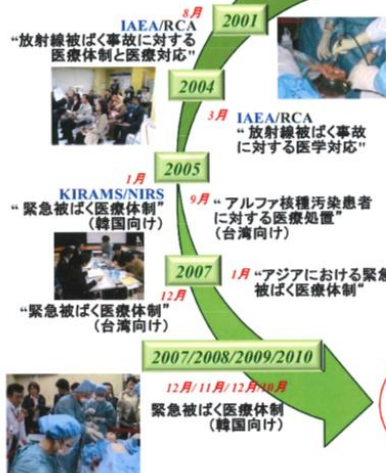 8月
2001
IAEA/RCA
“放射線被ばく事故に対する
医療体制と医療対応”
2004
3月
IAEA/RCA
“放射線被ばく事故
に対する医学対応”
1月
2005
KIRAMS/NIRS
“緊急被ばく医療体制”
(韓国向け)
9月
“アルファ核種汚染患者
に対する医療処置”
(台湾向け)
2007
1月
“アジアにおける緊急
被ばく医療体制”
12月
“緊急被ばく医療体制”
(台湾向け)
2007/2008/2009/2010
12月/11月/12月/10月
緊急被ばく医療体制
(韓国向け)